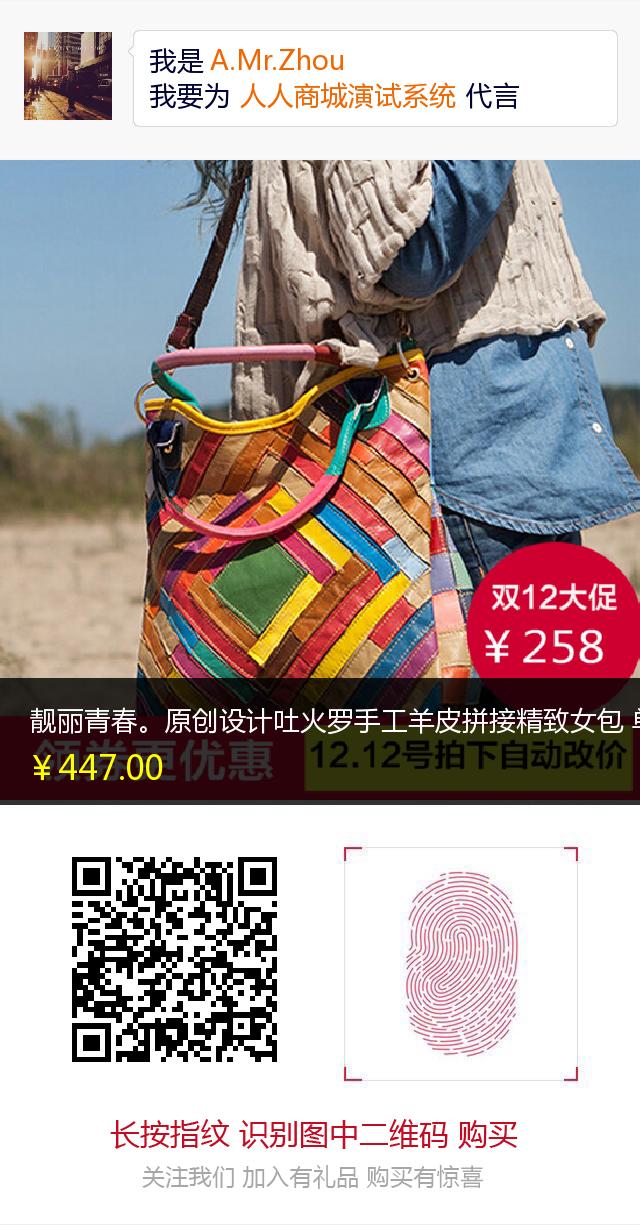 我是 A.Mr.Zhou
我要为 人人商城演试系统 代言
双12大促
¥ 258
靓丽青春。原创设计吐火罗手工羊皮拼接精致女包
¥447.00
领券更优惠
12.12号拍下自动改价
长按指纹 识别图中二维码 购买
关注我们 加入有礼品 购买有惊喜